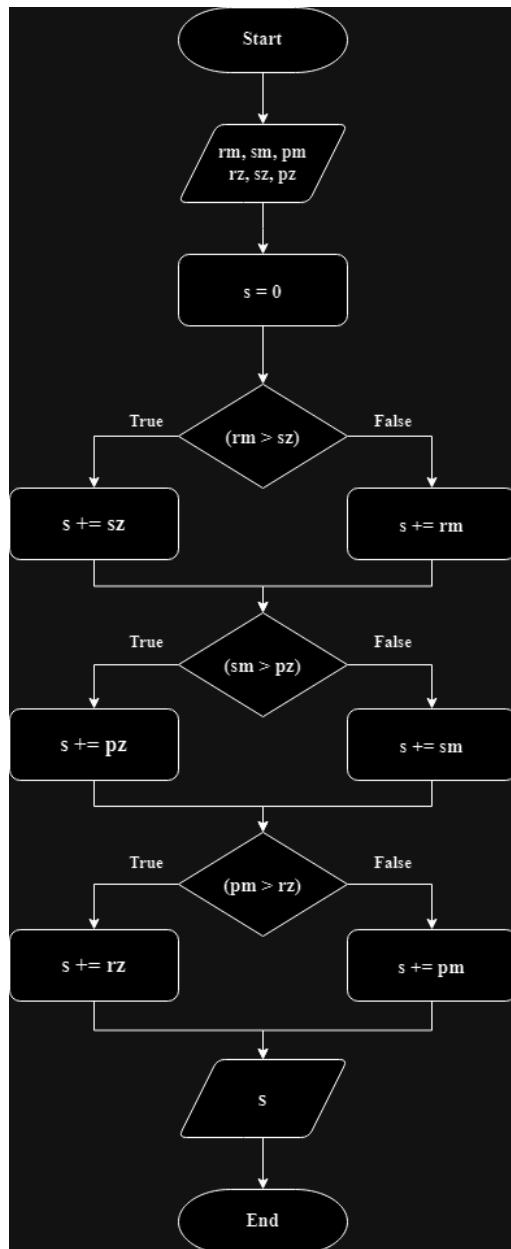 Start
rm, sm, pm
rz, sz, pz
s = 0
True
False
(rm > sz)
s += sz
s += rm
True
False
(sm > pz)
s += pz
s += sm
True
False
(pm > rz)
s += rz
s += pm
s
End